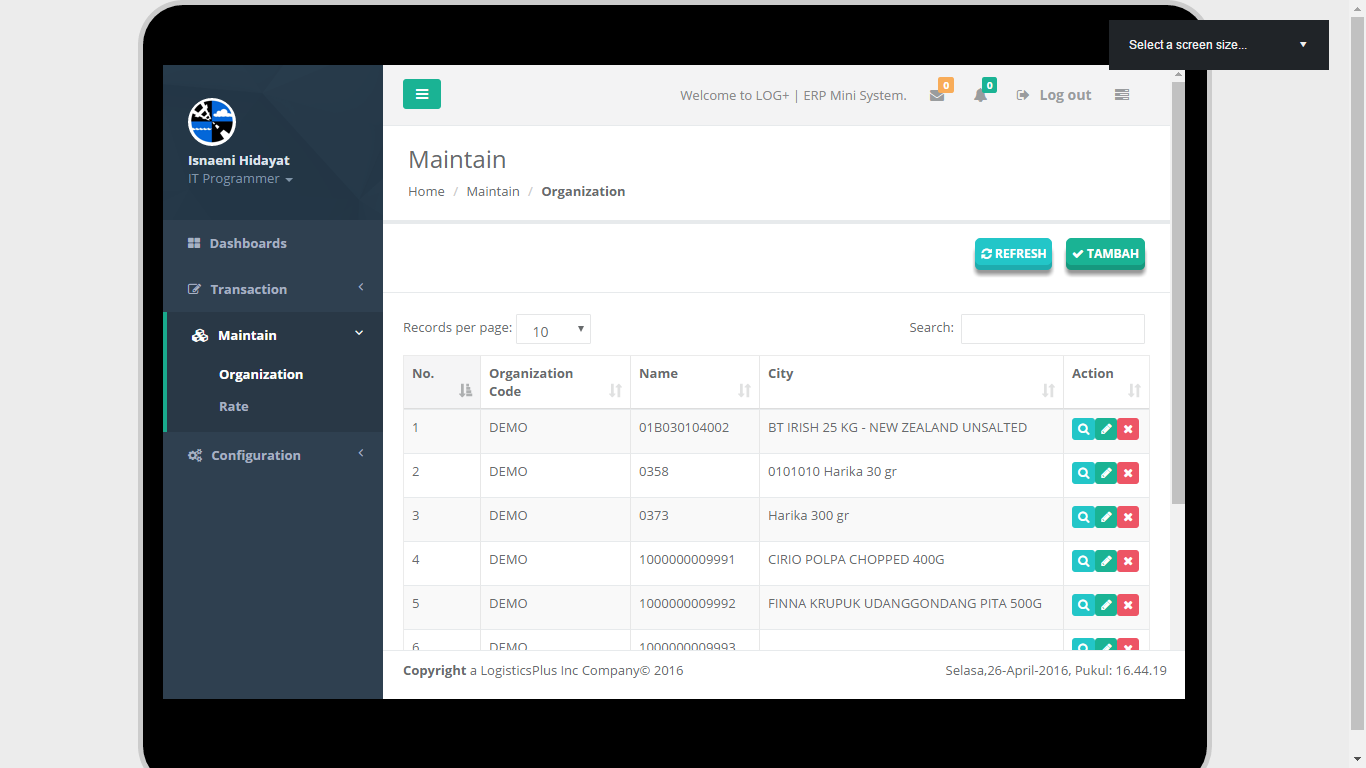 Select a screen size...
Welcome to LOG+ | ERP Mini System.
0
0
Log out
Isnaeni Hidayat
IT Programmer
Dashboards
Transaction
Maintain
Organization
Rate
Configuration
Maintain
Home / Maintain / Organization
REFRESH
TAMBAH
Records per page: 10
Search:
No. Organization Code Name City Action
1 DEMO 01B030104002 BT IRISH 25 KG - NEW ZEALAND UNSALTED
2 DEMO 0358 0101010 Harika 30 gr
3 DEMO 0373 Harika 300 gr
4 DEMO 1000000009991 CIRIO POLPA CHOPPED 400G
5 DEMO 1000000009992 FINNA KRUPUK UDANGGONDANG PITA 500G
6 DEMO 1000000009993
Copyright a LogisticsPlus Inc Company© 2016
Selasa,26-April-2016, Pukul: 16.44.19